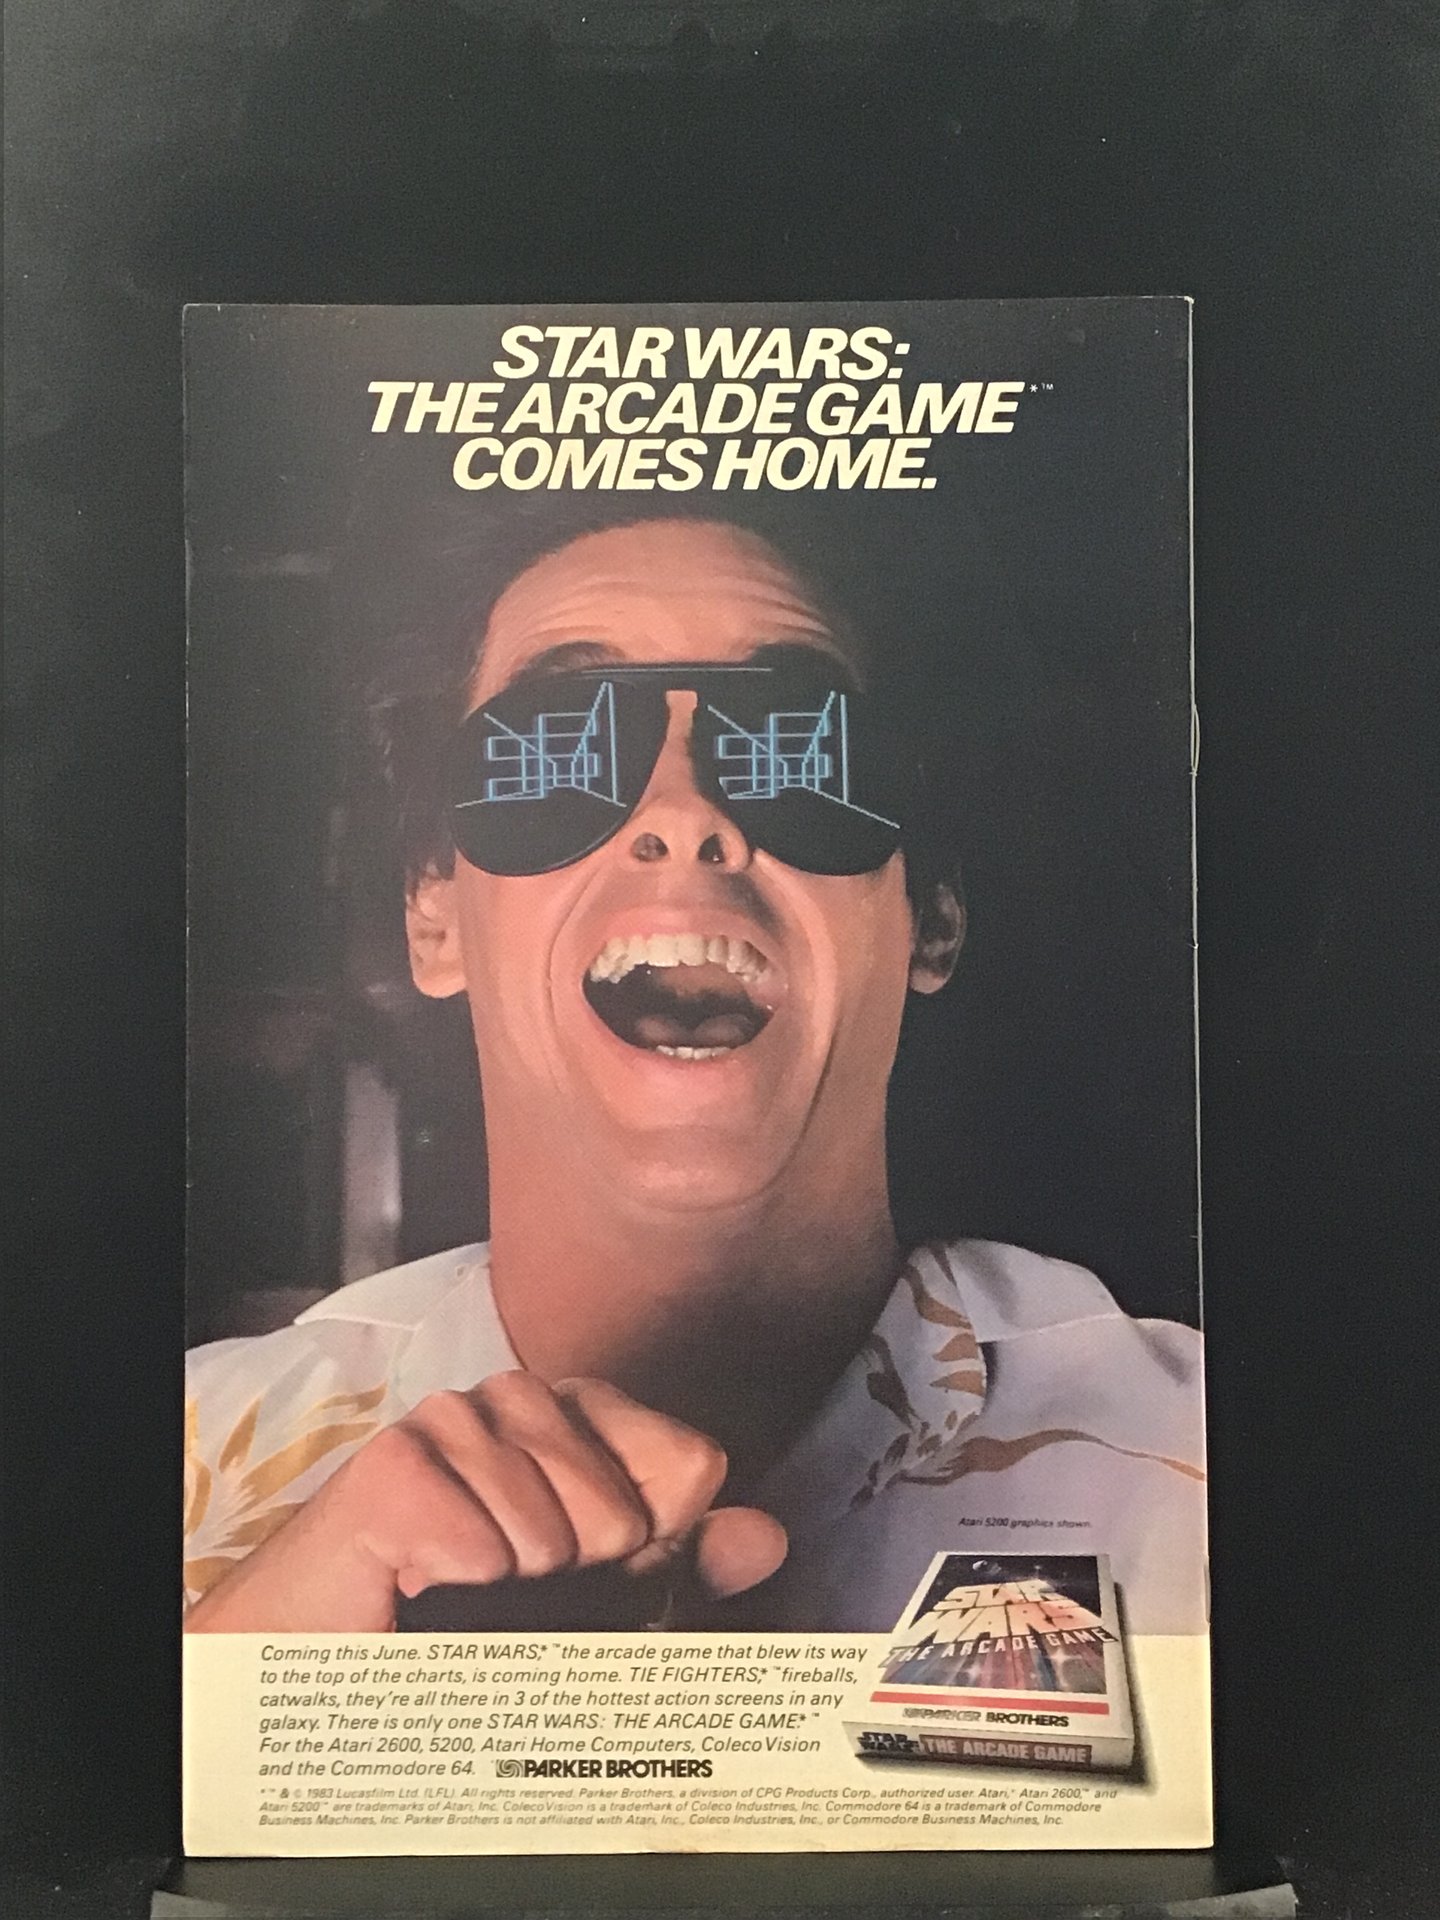 STAR WARS:
THE ARCADE GAME*™
COMES HOME.
Atari 5200 graphics shown.
STAR
WARS
THE ARCADE GAME
PARKER BROTHERS
STAR
WARS
THE ARCADE GAME
Coming this June. STAR WARS,*™ the arcade game that blew its way
to the top of the charts, is coming home. TIE FIGHTERS,*™ fireballs,
catwalks, they're all there in 3 of the hottest action screens in any
galaxy. There is only one STAR WARS: THE ARCADE GAME.*™
For the Atari 2600, 5200, Atari Home Computers, ColecoVision
and the Commodore 64. PARKER BROTHERS
*™ & © 1983 Lucasfilm Ltd. (LFL). All rights reserved. Parker Brothers, a division of CPG Products Corp., authorized user. Atari,® Atari 2600,™ and
Atari 5200™ are trademarks of Atari, Inc. ColecoVision is a trademark of Coleco Industries, Inc. Commodore 64 is a trademark of Commodore
Business Machines, Inc. Parker Brothers is not affiliated with Atari, Inc., Coleco Industries, Inc., or Commodore Business Machines, Inc.